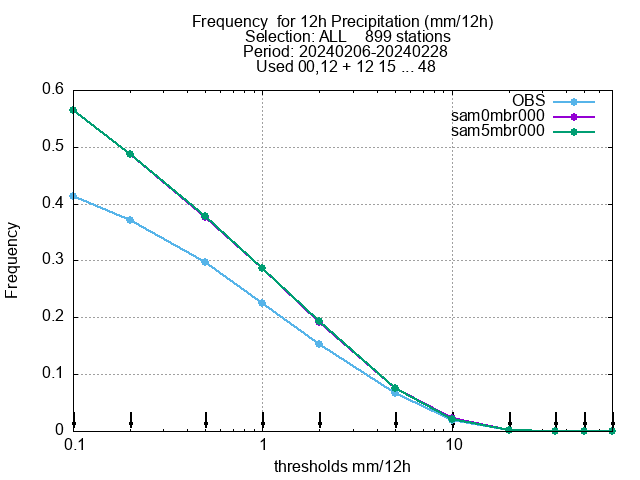 Frequency  for 12h Precipitation (mm/12h)
Selection: ALL    899 stations
Period: 20240206-20240228
Used 00,12 + 12 15 ... 48
OBS
sam0mbr000
sam5mbr000
0.6
0.5
0.4
0.3
0.2
0.1
0
Frequency
0.1 1 10
thresholds mm/12h